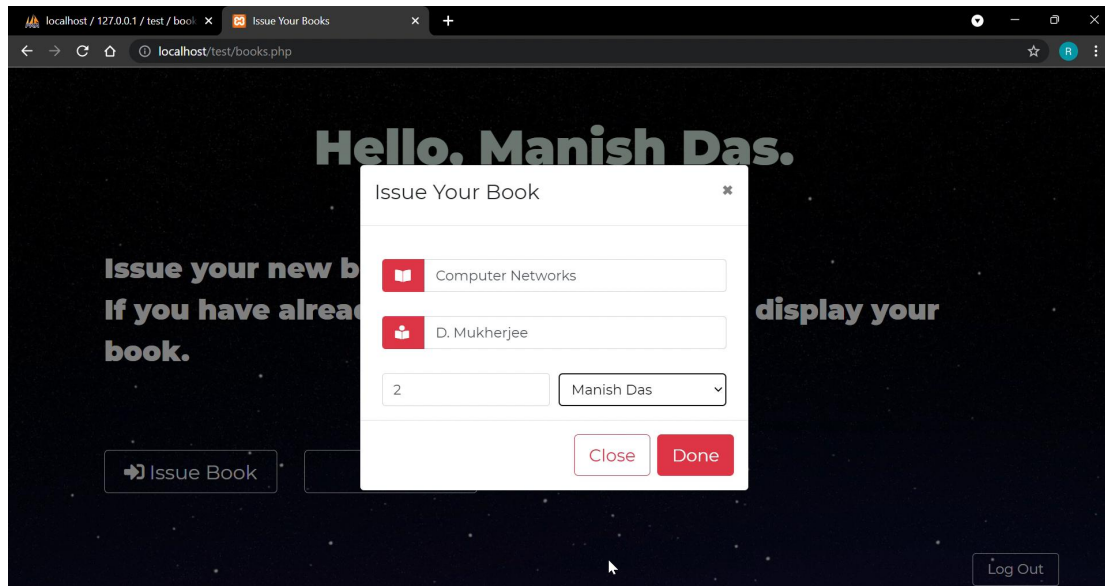 localhost / 127.0.0.1 / test / book
Issue Your Books
localhost/test/books.php
R
Hello, Manish Das.
Issue Your Book
Issue your new b
Computer Networks
If you have alrea
display your
D. Mukherjee
book.
2
Manish Das
Close
Done
Issue Book
Log Out